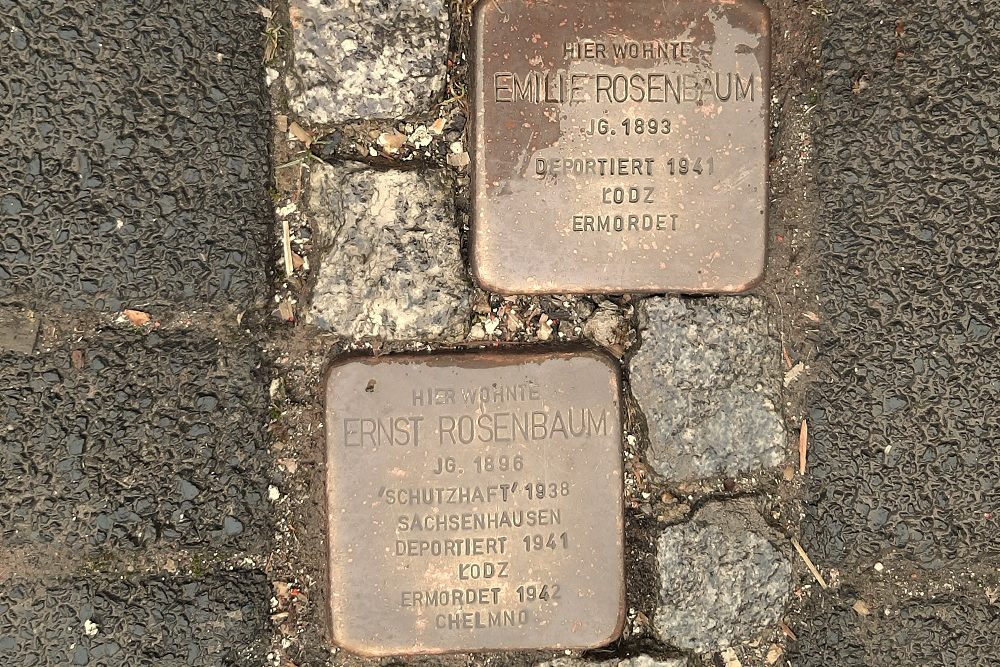 HIER WOHNTE
EMILIE ROSENBAUM
JG. 1893
DEPORTIERT 1941
ŁODZ
ERMORDET
HIER WOHNTE
ERNST ROSENBAUM
JG. 1896
'SCHUTZHAFT' 1938
SACHSENHAUSEN
DEPORTIERT 1941
ŁODZ
ERMORDET 1942
CHELMNO